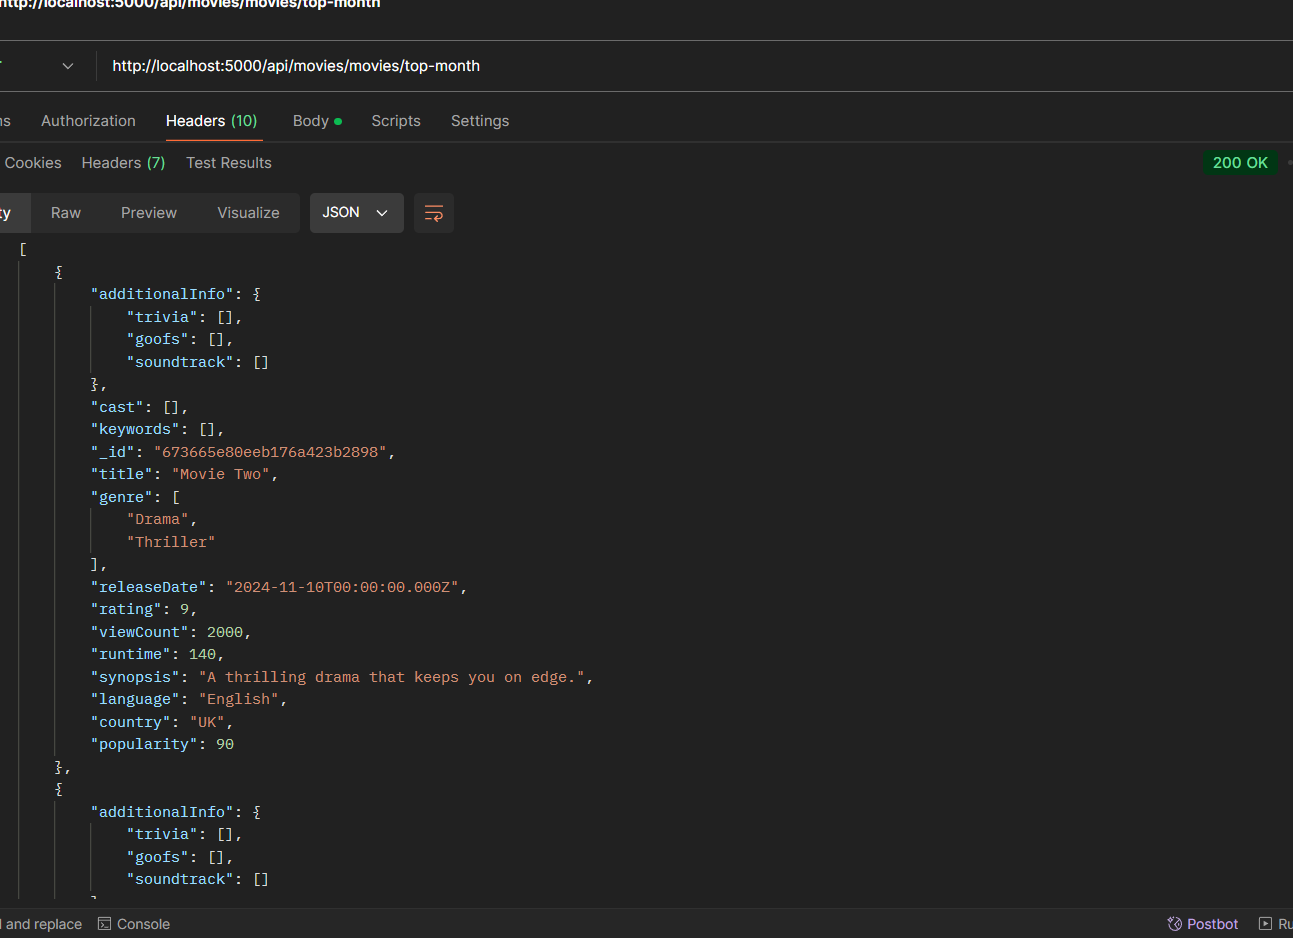 http://localhost:5000/api/movies/movies/top-month
http://localhost:5000/api/movies/movies/top-month
Authorization Headers (10) Body Scripts Settings
Cookies Headers (7) Test Results 200 OK
Raw Preview Visualize JSON
[
{
"additionalInfo": {
"trivia": [],
"goofs": [],
"soundtrack": []
},
"cast": [],
"keywords": [],
"_id": "673665e80eeb176a423b2898",
"title": "Movie Two",
"genre": [
"Drama",
"Thriller"
],
"releaseDate": "2024-11-10T00:00:00.000Z",
"rating": 9,
"viewCount": 2000,
"runtime": 140,
"synopsis": "A thrilling drama that keeps you on edge.",
"language": "English",
"country": "UK",
"popularity": 90
},
{
"additionalInfo": {
"trivia": [],
"goofs": [],
"soundtrack": []
and replace Console Postbot